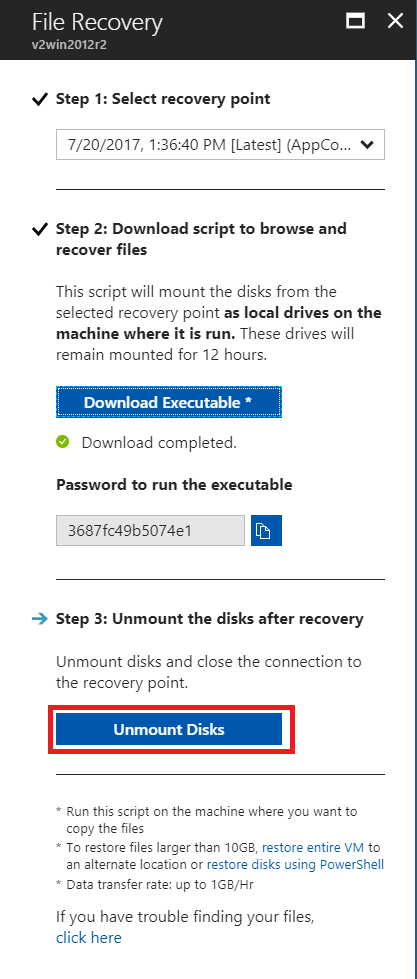 File Recovery
v2win2012r2
Step 1: Select recovery point
7/20/2017, 1:36:40 PM [Latest] (AppCo...
Step 2: Download script to browse and
recover files
This script will mount the disks from the
selected recovery point as local drives on the
machine where it is run. These drives will
remain mounted for 12 hours.
Download Executable *
Download completed.
Password to run the executable
3687fc49b5074e1
Step 3: Unmount the disks after recovery
Unmount disks and close the connection to
the recovery point.
Unmount Disks
* Run this script on the machine where you want to
copy the files
* To restore files larger than 10GB, restore entire VM to
an alternate location or restore disks using PowerShell
* Data transfer rate: up to 1GB/Hr
If you have trouble finding your files,
click here